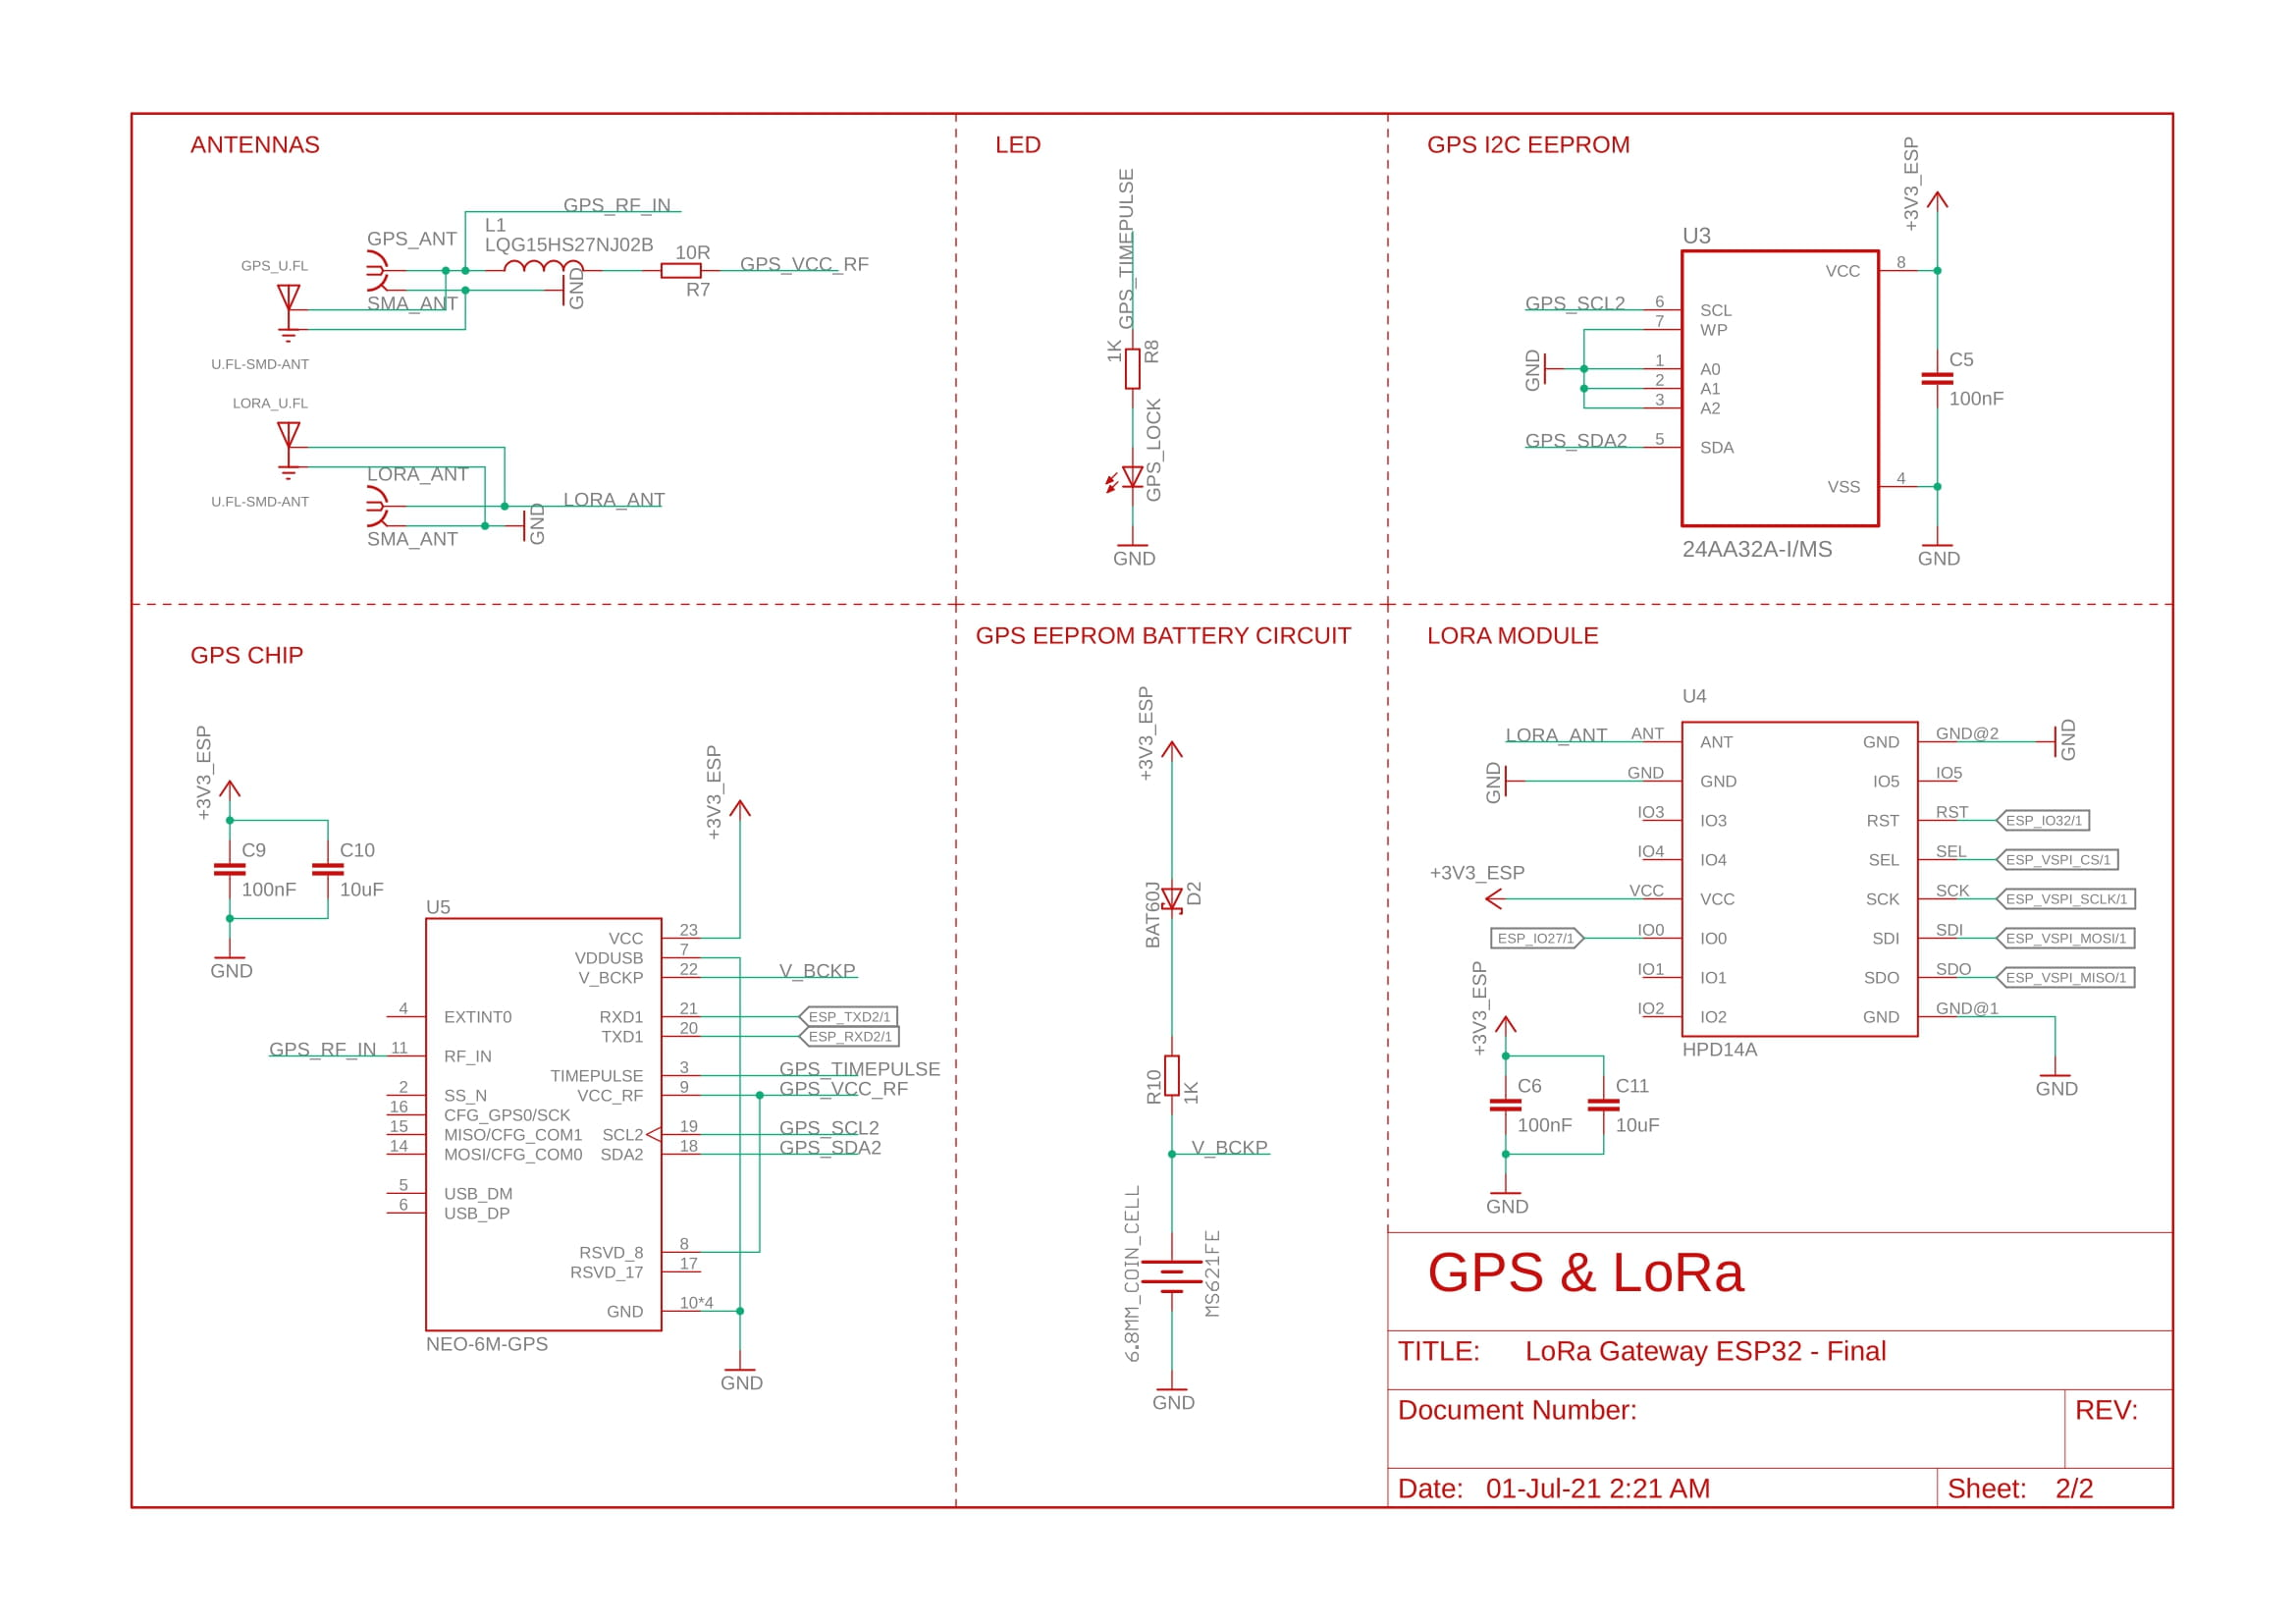 ANTENNAS
GPS_RF_IN
L1
LQG15HS27NJ02B
GPS_ANT
10R
GPS_U.FL
GPS_VCC_RF
GND
R7
SMA_ANT
U.FL-SMD-ANT
LORA_U.FL
LORA_ANT
U.FL-SMD-ANT
LORA_ANT
GND
SMA_ANT
LED
GPS_TIMEPULSE
1K
R8
GPS_LOCK
GND
GPS I2C EEPROM
+3V3_ESP
U3
VCC
8
GPS_SCL2
6
SCL
7
WP
GND
1
A0
2
A1
3
A2
GPS_SDA2
5
SDA
VSS
4
C5
100nF
24AA32A-I/MS
GND
GPS CHIP
+3V3_ESP
C9
100nF
C10
10uF
GND
+3V3_ESP
U5
VCC
23
VDDUSB
7
V_BCKP
22
V_BCKP
4
EXTINT0
RXD1
21
ESP_TXD2/1
TXD1
20
ESP_RXD2/1
GPS_RF_IN
11
RF_IN
TIMEPULSE
3
GPS_TIMEPULSE
2
SS_N
VCC_RF
9
GPS_VCC_RF
16
CFG_GPS0/SCK
15
MISO/CFG_COM1
SCL2
19
GPS_SCL2
14
MOSI/CFG_COM0
SDA2
18
GPS_SDA2
5
USB_DM
6
USB_DP
RSVD_8
8
RSVD_17
17
GND
10*4
NEO-6M-GPS
GND
GPS EEPROM BATTERY CIRCUIT
+3V3_ESP
BAT60J
D2
R10
1K
V_BCKP
6.8MM_COIN_CELL
MS621FE
GND
LORA MODULE
U4
LORA_ANT
ANT
ANT
GND
GND@2
GND
GND
GND
GND
IO5
IO5
IO3
IO3
RST
RST
ESP_IO32/1
IO4
IO4
SEL
SEL
ESP_VSPI_CS/1
+3V3_ESP
VCC
VCC
SCK
SCK
ESP_VSPI_SCLK/1
ESP_IO27/1
IO0
IO0
SDI
SDI
ESP_VSPI_MOSI/1
IO1
IO1
SDO
SDO
ESP_VSPI_MISO/1
IO2
IO2
GND
GND@1
HPD14A
GND
+3V3_ESP
C6
100nF
C11
10uF
GND
GPS & LoRa
TITLE: LoRa Gateway ESP32 - Final
Document Number:
REV:
Date: 01-Jul-21 2:21 AM
Sheet: 2/2